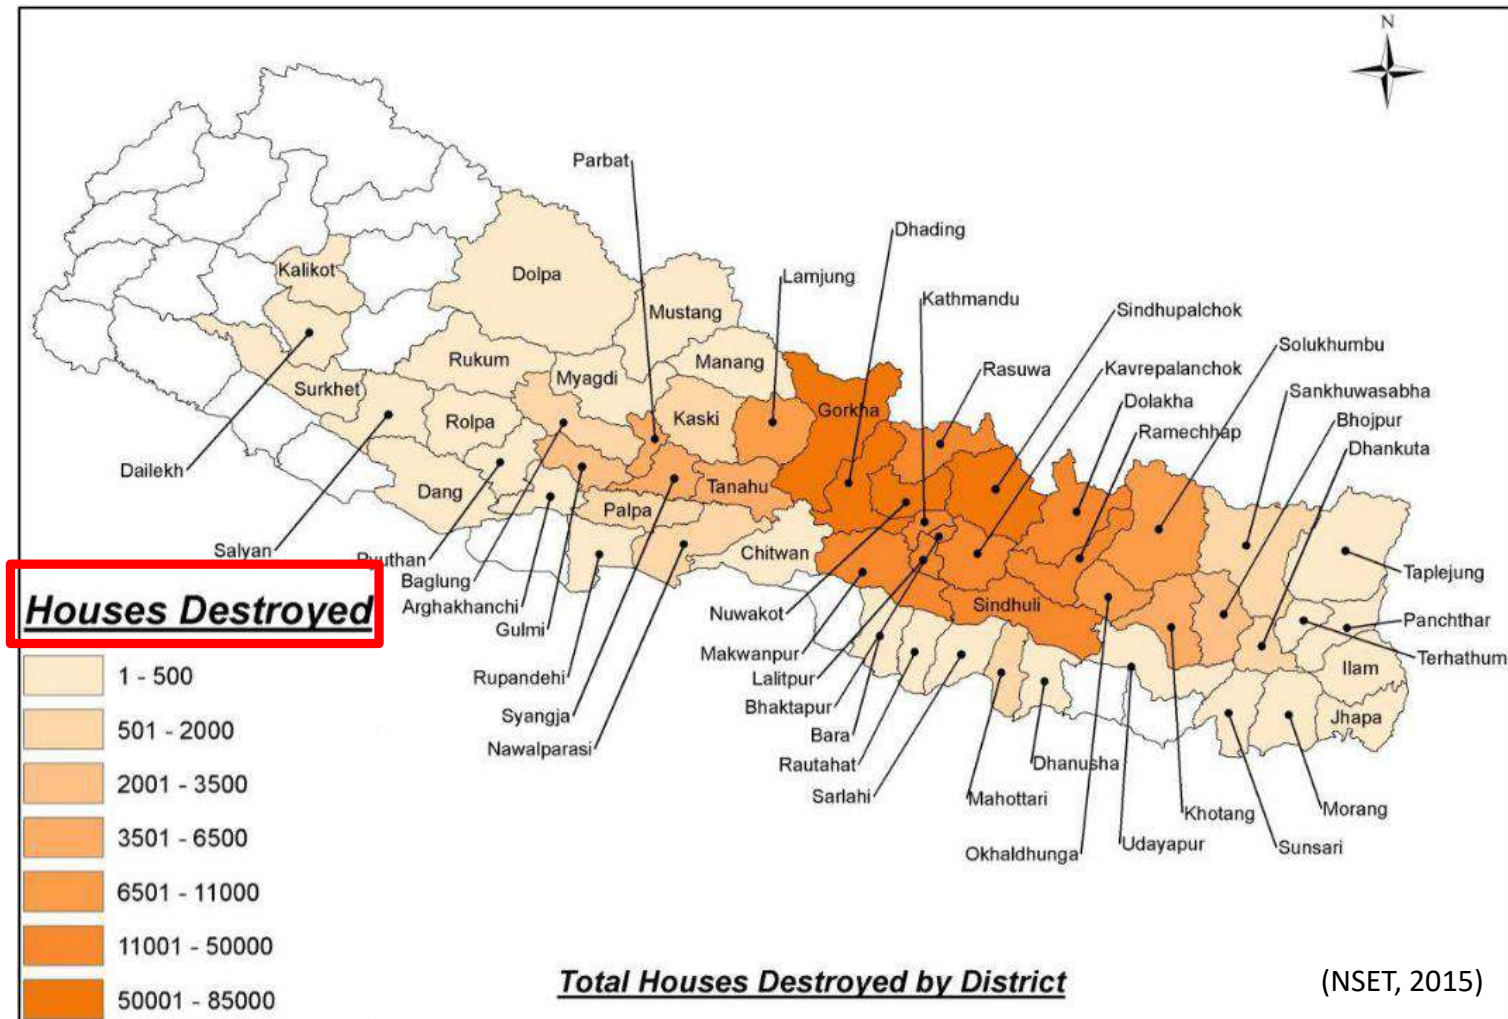 N
Parbat
Dhading
Lamjung
Kathmandu
Sindhupalchok
Kalikot
Dolpa
Mustang
Solukhumbu
Manang
Rasuwa
Kavrepalanchok
Rukum
Myagdi
Dolakha
Sankhuwasabha
Surkhet
Gorkha
Kaski
Ramechhap
Bhojpur
Rolpa
Dhankuta
Dailekh
Dang
Tanahu
Palpa
Salyan
Pyuthan
Chitwan
Taplejung
Baglung
Arghakhanchi
Gulmi
Nuwakot
Sindhuli
Panchthar
Makwanpur
Terhathum
Ilam
Rupandehi
Lalitpur
Bhaktapur
Syangja
Jhapa
Bara
Nawalparasi
Rautahat
Dhanusha
Sarlahi
Mahottari
Khotang
Morang
Okhaldhunga
Udayapur
Sunsari
Houses Destroyed
1 - 500
501 - 2000
2001 - 3500
3501 - 6500
6501 - 11000
11001 - 50000
50001 - 85000
Total Houses Destroyed by District
(NSET, 2015)